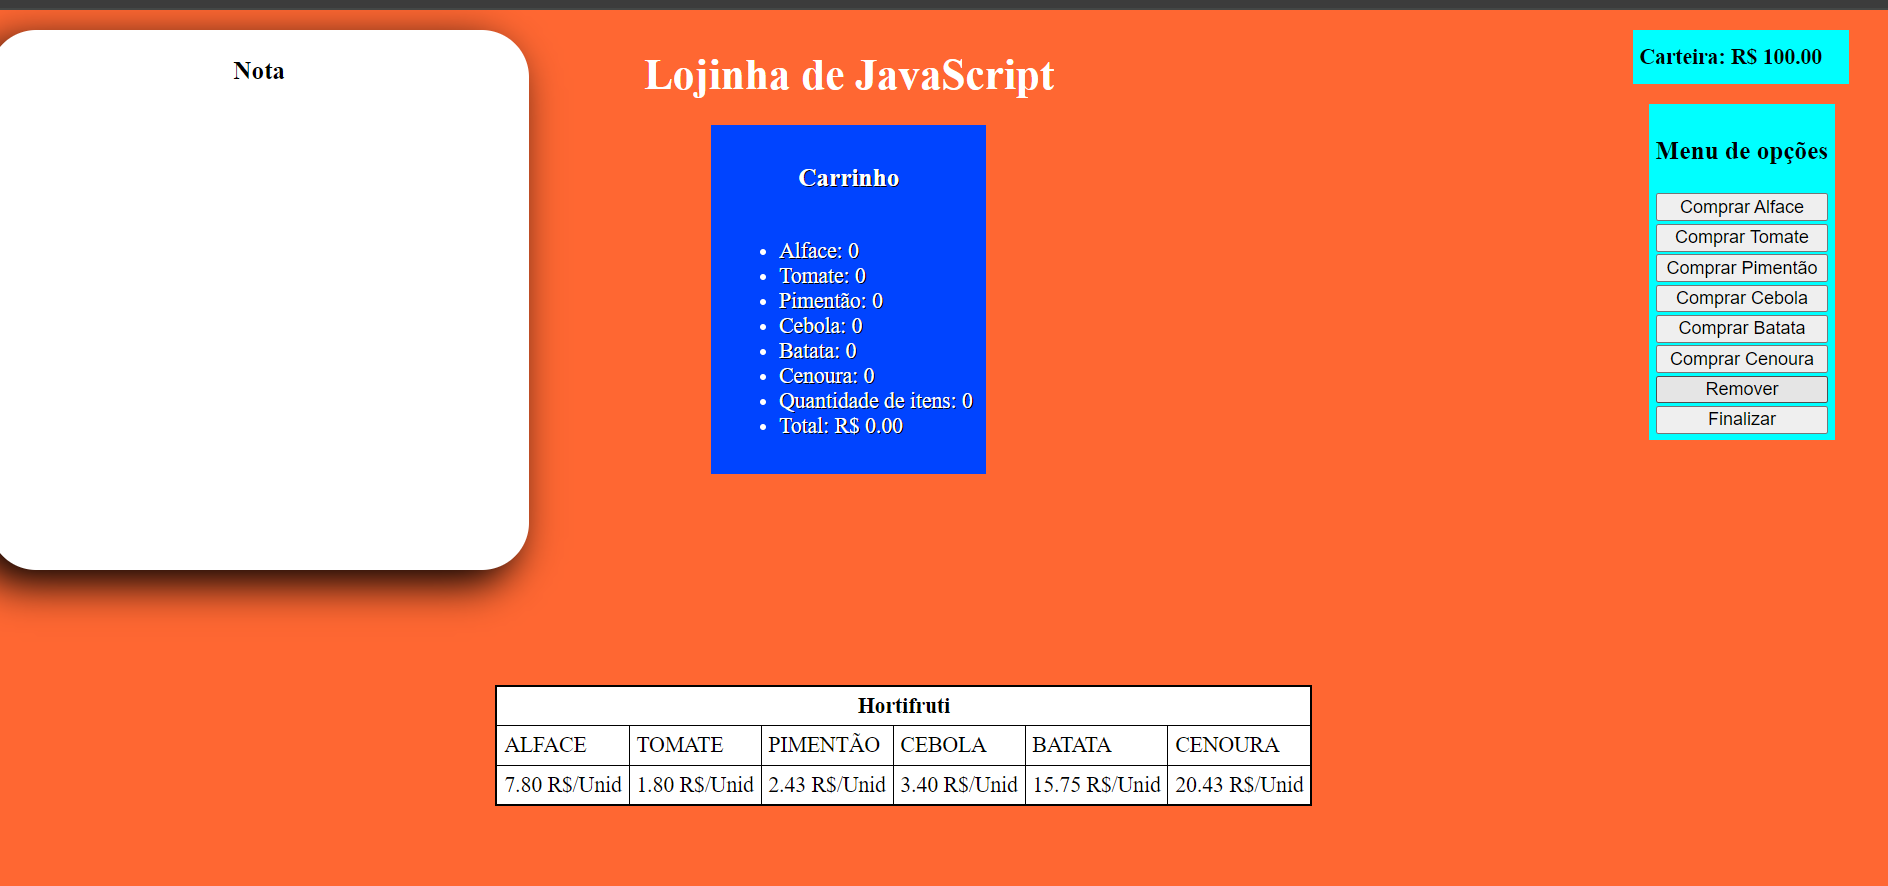 Nota
Lojinha de JavaScript
Carrinho
Alface: 0
Tomate: 0
Pimentão: 0
Cebola: 0
Batata: 0
Cenoura: 0
Quantidade de itens: 0
Total: R$ 0.00
Carteira: R$ 100.00
Menu de opções
Comprar Alface
Comprar Tomate
Comprar Pimentão
Comprar Cebola
Comprar Batata
Comprar Cenoura
Remover
Finalizar
Hortifruti
ALFACE TOMATE PIMENTÃO CEBOLA BATATA CENOURA
7.80 R$/Unid 1.80 R$/Unid 2.43 R$/Unid 3.40 R$/Unid 15.75 R$/Unid 20.43 R$/Unid